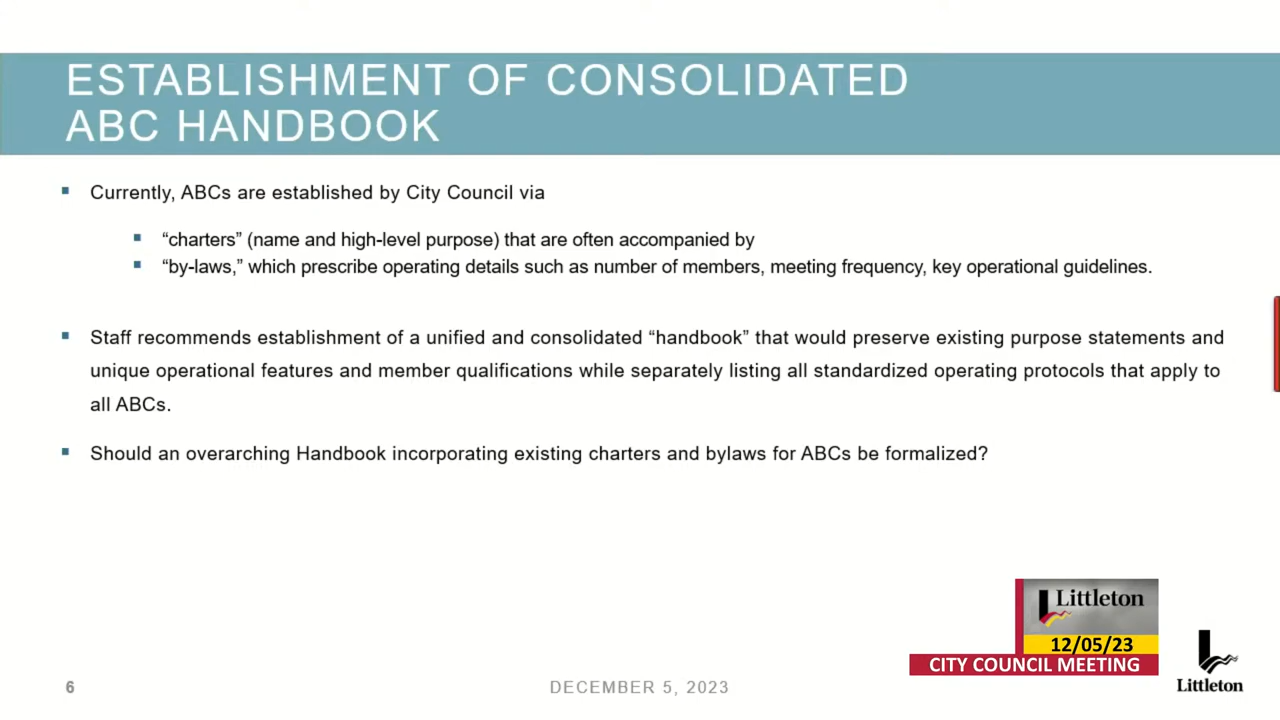 ESTABLISHMENT OF CONSOLIDATED
ABC HANDBOOK
▪ Currently, ABCs are established by City Council via
▪ “charters” (name and high-level purpose) that are often accompanied by
▪ “by-laws,” which prescribe operating details such as number of members, meeting frequency, key operational guidelines.
▪ Staff recommends establishment of a unified and consolidated “handbook” that would preserve existing purpose statements and
unique operational features and member qualifications while separately listing all standardized operating protocols that apply to
all ABCs.
▪ Should an overarching Handbook incorporating existing charters and bylaws for ABCs be formalized?
Littleton
12/05/23
CITY COUNCIL MEETING
Littleton
6
DECEMBER 5, 2023